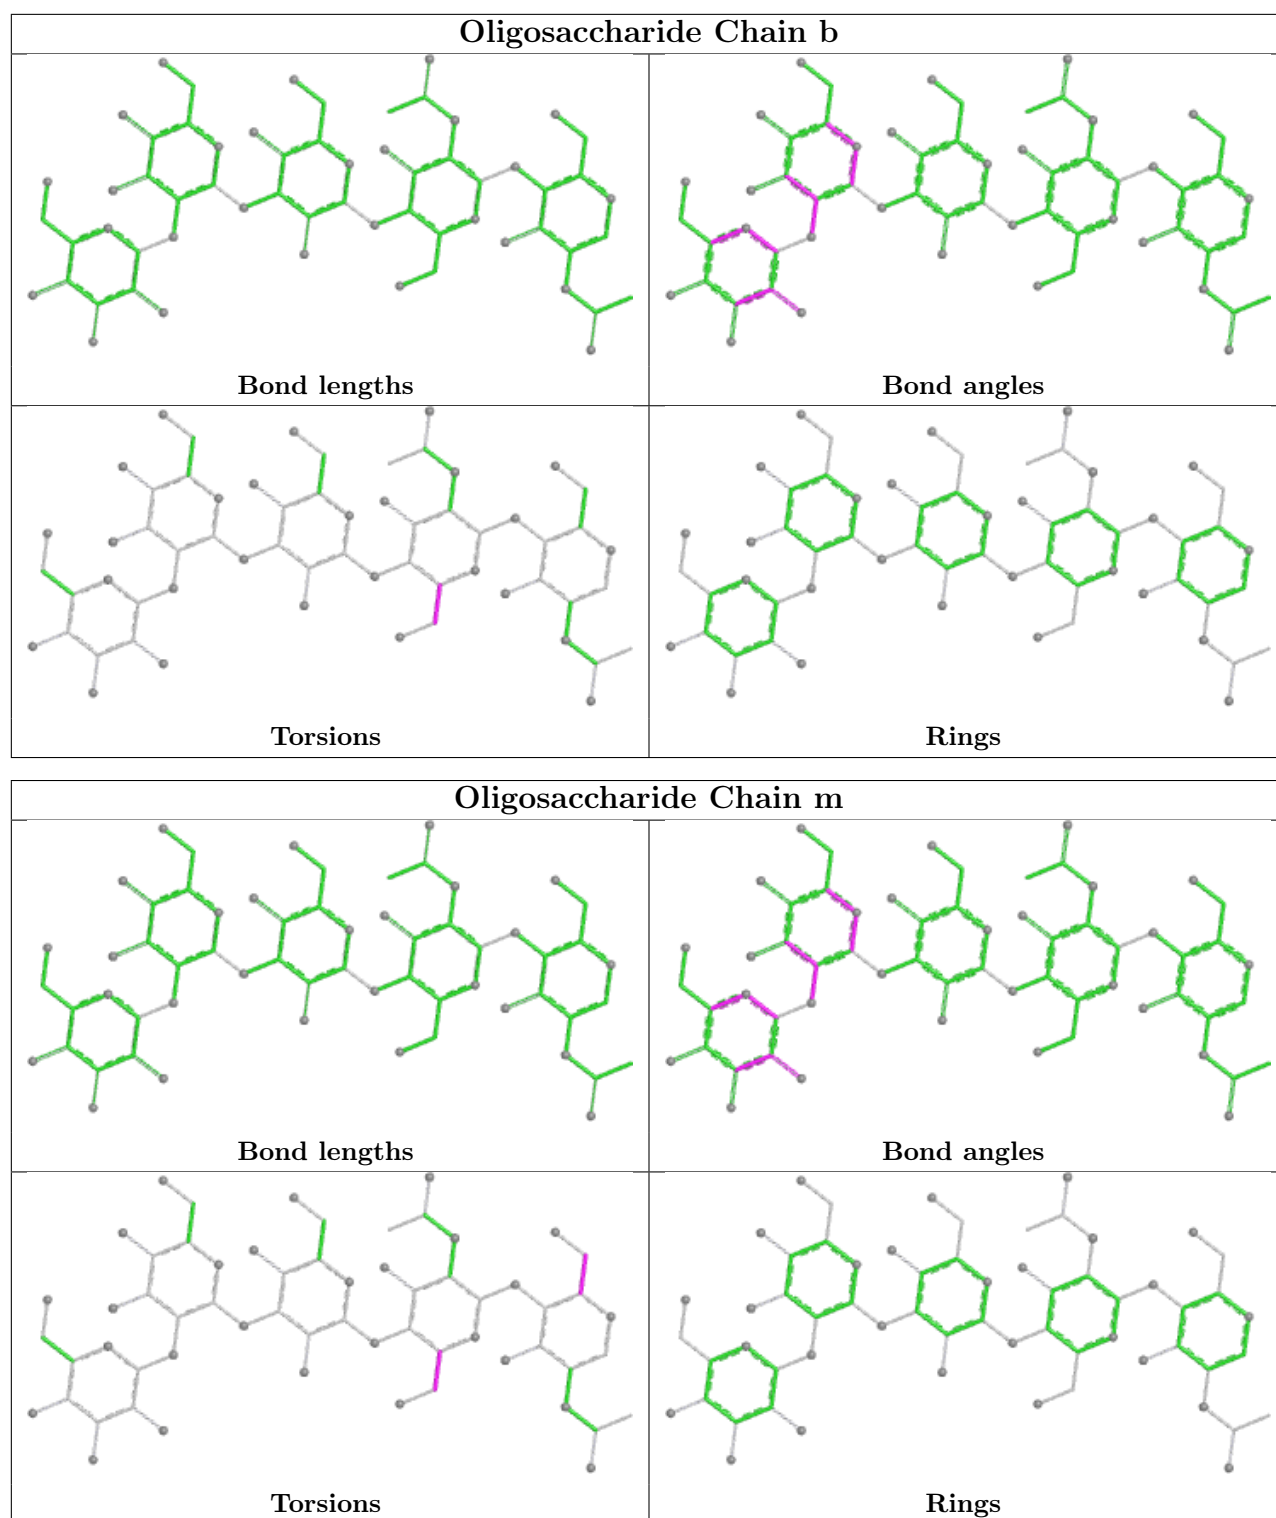 Oligosaccharide Chain b
Bond lengths
Bond angles
Torsions
Rings
Oligosaccharide Chain m
Bond lengths
Bond angles
Torsions
Rings